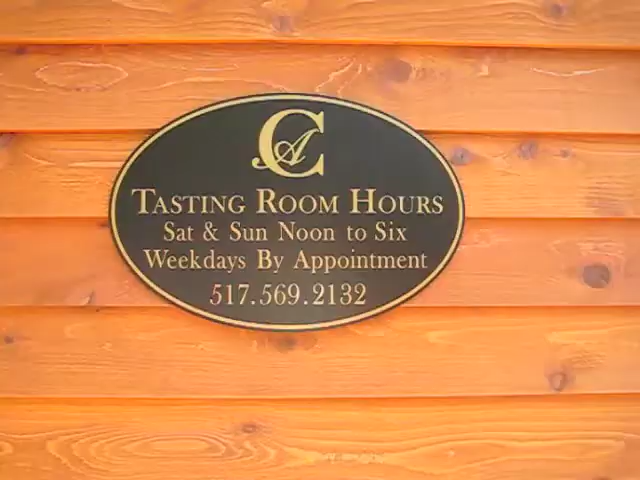 CA
TASTING ROOM HOURS
Sat & Sun Noon to Six
Weekdays By Appointment
517.569.2132